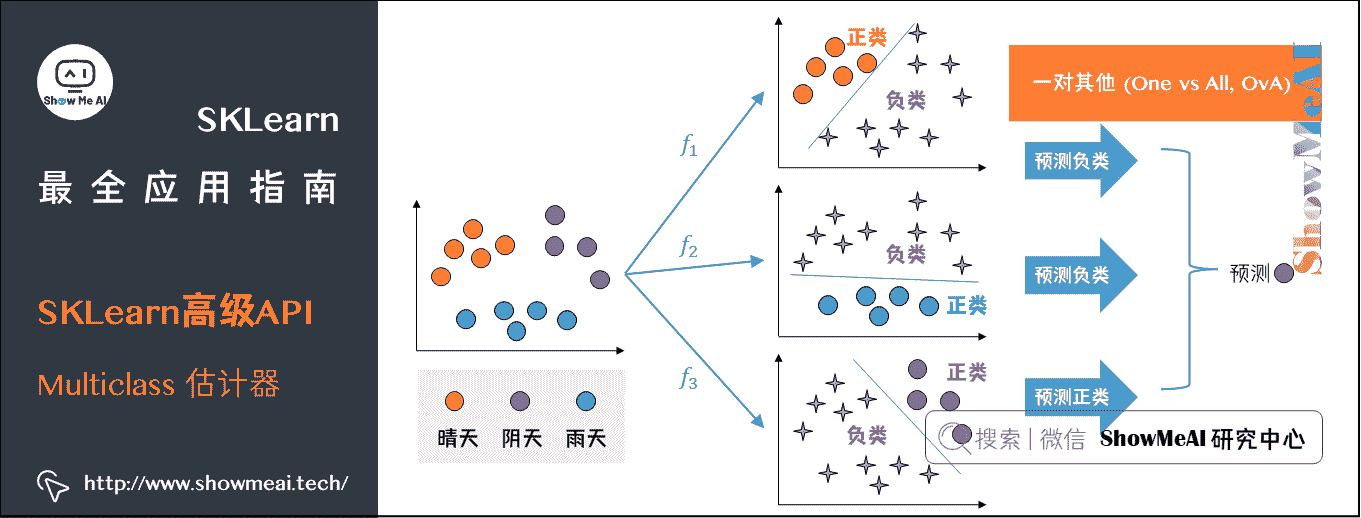 Show Me AI
SKLearn
最全应用指南
SKLearn高级API
Multiclass 估计器
http://www.showmeai.tech/
晴天 阴天 雨天
f1
f2
f3
正类
负类
负类
正类
正类
负类
一对其他 (One vs All, OvA)
预测负类
预测负类
预测正类
预测
ShowMeAI
搜索 | 微信 ShowMeAI 研究中心